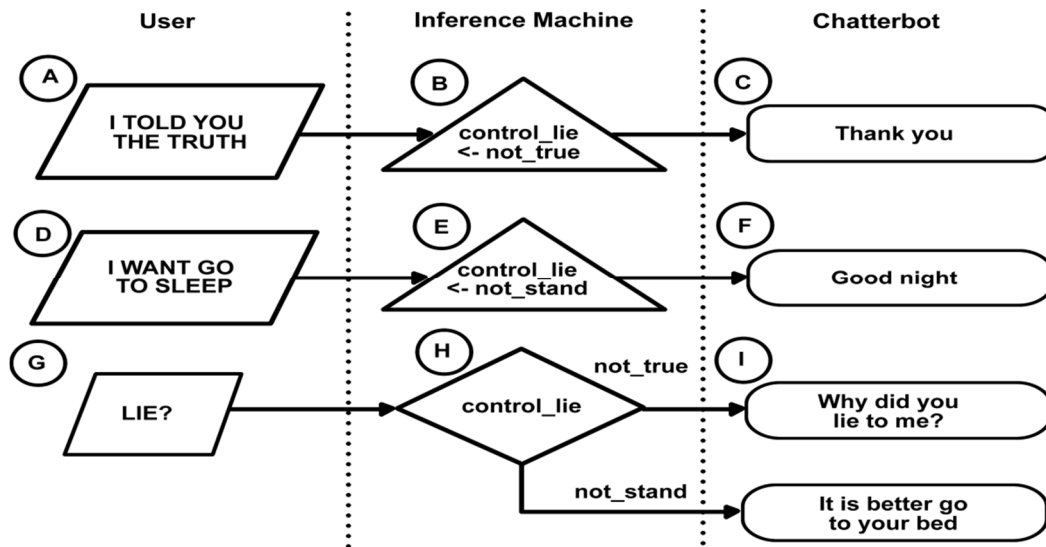 User
Inference Machine
Chatterbot
A
B
C
I TOLD YOU
THE TRUTH
control_lie
<- not_true
Thank you
D
E
F
I WANT GO
TO SLEEP
control_lie
<- not_stand
Good night
G
H
I
not_true
LIE?
control_lie
Why did you
lie to me?
not_stand
It is better go
to your bed